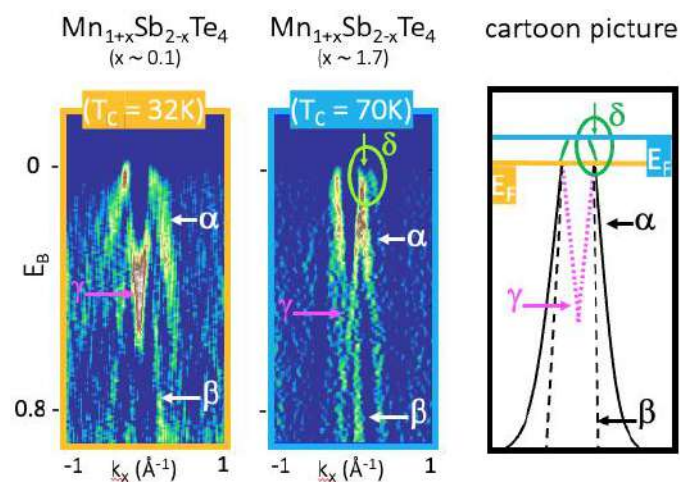 Mn1+xSb2-xTe4
(x ~ 0.1)
(TC = 32K)
0
EB
0.8
α
γ
β
-1
kx (Å-1)
1
Mn1+xSb2-xTe4
(x ~ 1.7)
(TC = 70K)
δ
α
γ
β
-1
kx (Å-1)
1
cartoon picture
δ
EF
EF
α
γ
β